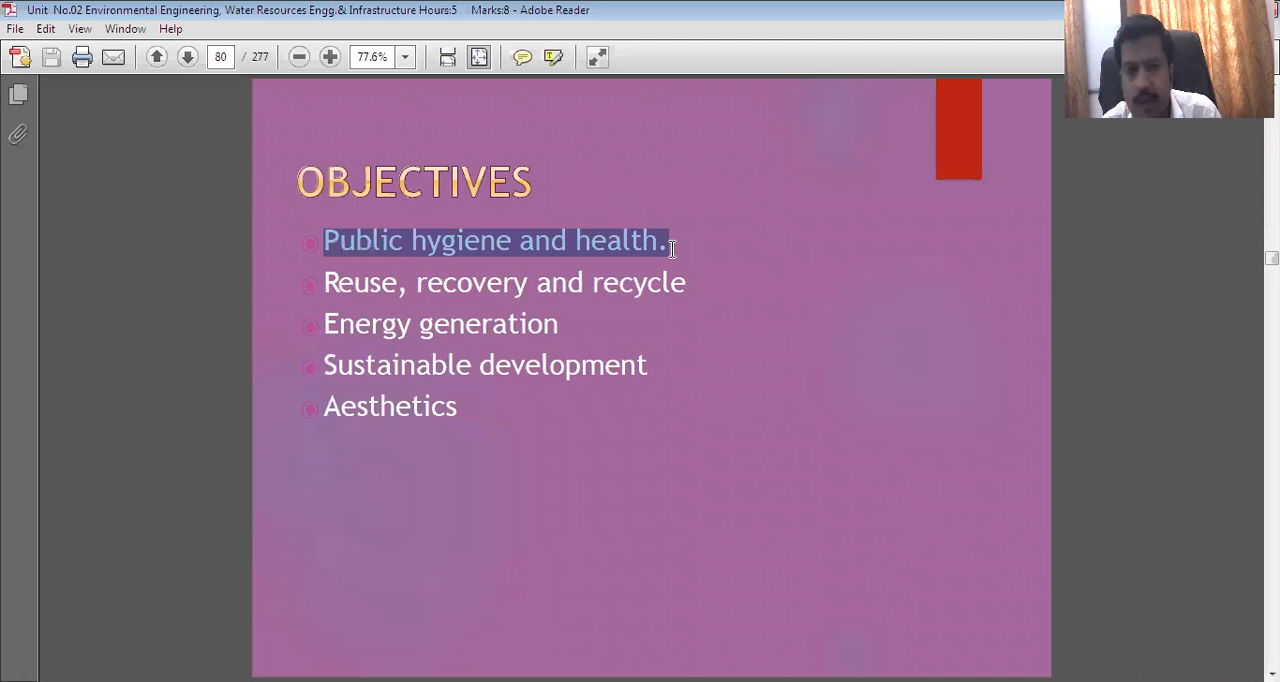 Unit No.02 Environmental Engineering, Water Resources Engg.& Infrastructure Hours:5 Marks:8 - Adobe Reader
File Edit View Window Help
80 / 277 77.6%
OBJECTIVES
Public hygiene and health.
Reuse, recovery and recycle
Energy generation
Sustainable development
Aesthetics